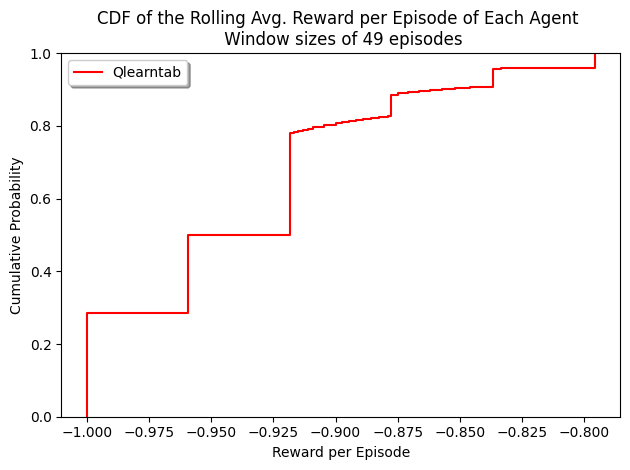 CDF of the Rolling Avg. Reward per Episode of Each Agent
Window sizes of 49 episodes
Qlearntab
1.0
0.8
0.6
0.4
0.2
0.0
Cumulative Probability
−1.000 −0.975 −0.950 −0.925 −0.900 −0.875 −0.850 −0.825 −0.800
Reward per Episode